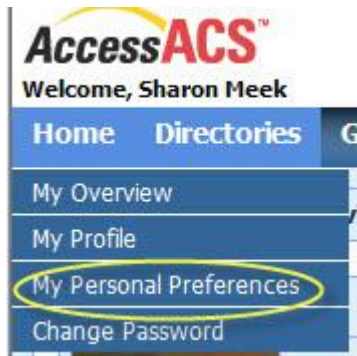 AccessACS™
Welcome, Sharon Meek
Home Directories G
My Overview
My Profile
My Personal Preferences
Change Password